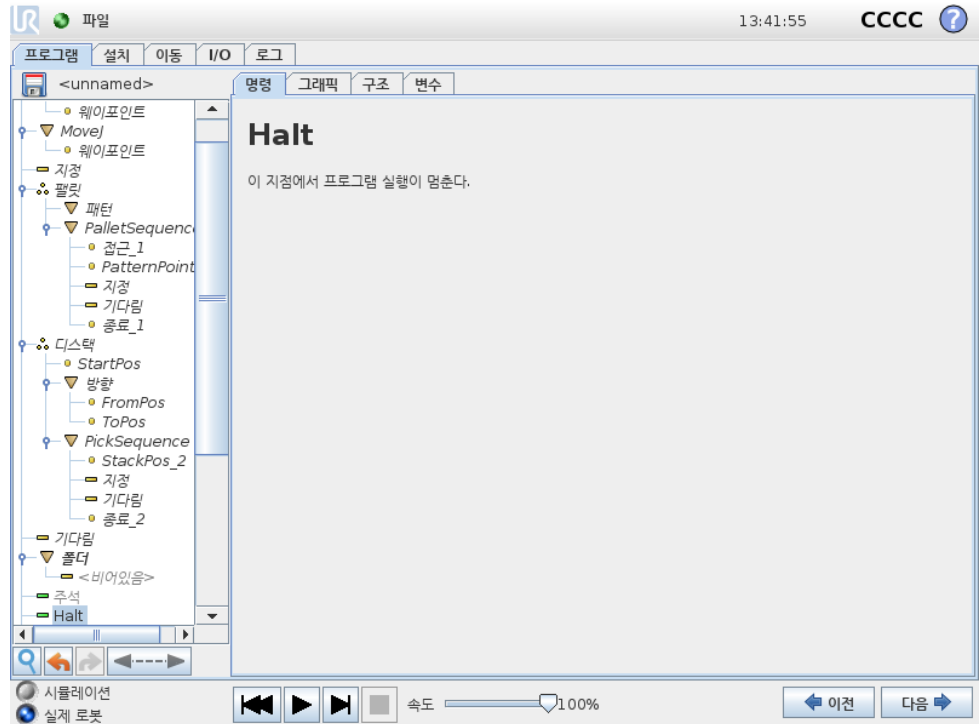 UR 파일 13:41:55 CCCC ?
프로그램 설치 이동 I/O 로그
<unnamed>
명령 그래픽 구조 변수
웨이포인트
MoveJ
웨이포인트
지정
팔릿
패턴
PalletSequence
접근_1
PatternPoint
지정
기다림
종료_1
디스택
StartPos
방향
FromPos
ToPos
PickSequence
StackPos_2
지정
기다림
종료_2
기다림
폴더
<비어있음>
주석
Halt
Halt
이 지점에서 프로그램 실행이 멈춘다.
시뮬레이션
실제 로봇
속도 100%
이전 다음